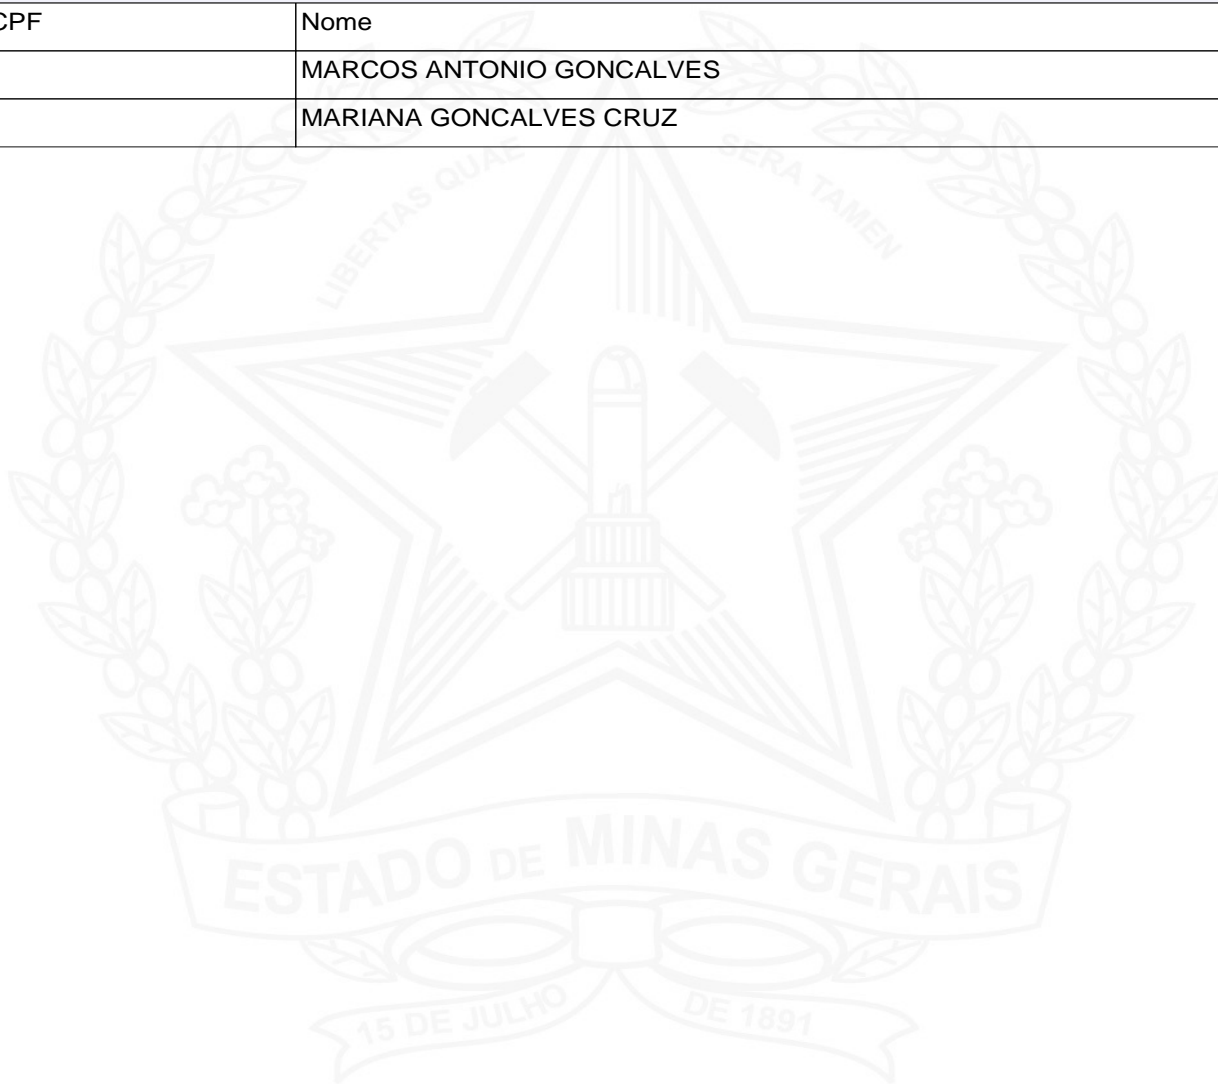 CPF Nome
MARCOS ANTONIO GONCALVES
MARIANA GONCALVES CRUZ
LIBERTAS QUAE SERA TAMEN
ESTADO DE MINAS GERAIS
15 DE JULHO DE 1891